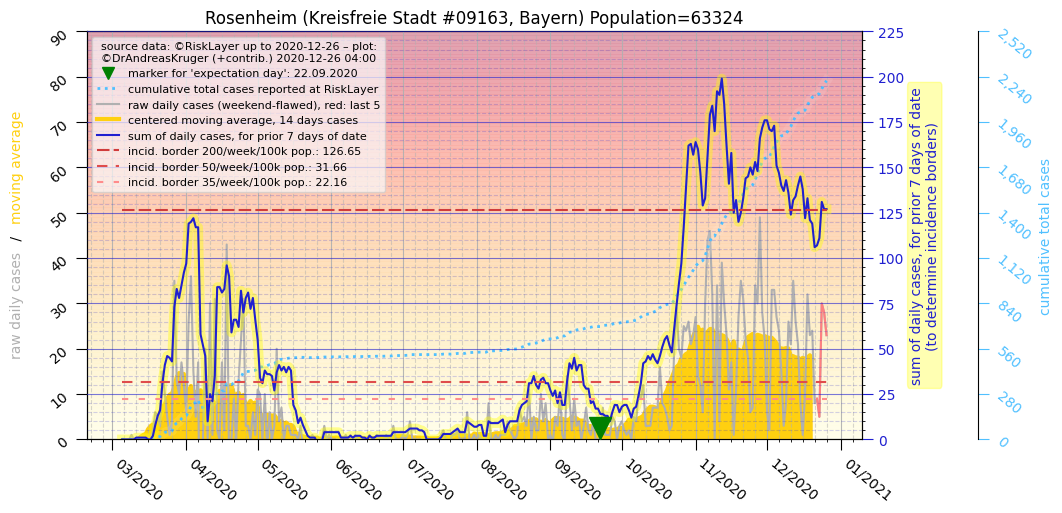 Rosenheim (Kreisfreie Stadt #09163, Bayern) Population=63324
source data: ©RiskLayer up to 2020-12-26 – plot:
©DrAndreasKruger (+contrib.) 2020-12-26 04:00
marker for 'expectation day': 22.09.2020
cumulative total cases reported at RiskLayer
raw daily cases (weekend-flawed), red: last 5
centered moving average, 14 days cases
sum of daily cases, for prior 7 days of date
incid. border 200/week/100k pop.: 126.65
incid. border 50/week/100k pop.: 31.66
incid. border 35/week/100k pop.: 22.16
raw daily cases / moving average
90
80
70
60
50
40
30
20
10
0
225
200
175
150
125
100
75
50
25
0
sum of daily cases, for prior 7 days of date
(to determine incidence borders)
2,520
2,240
1,960
1,680
1,400
1,120
840
560
280
0
cumulative total cases
03/2020
04/2020
05/2020
06/2020
07/2020
08/2020
09/2020
10/2020
11/2020
12/2020
01/2021